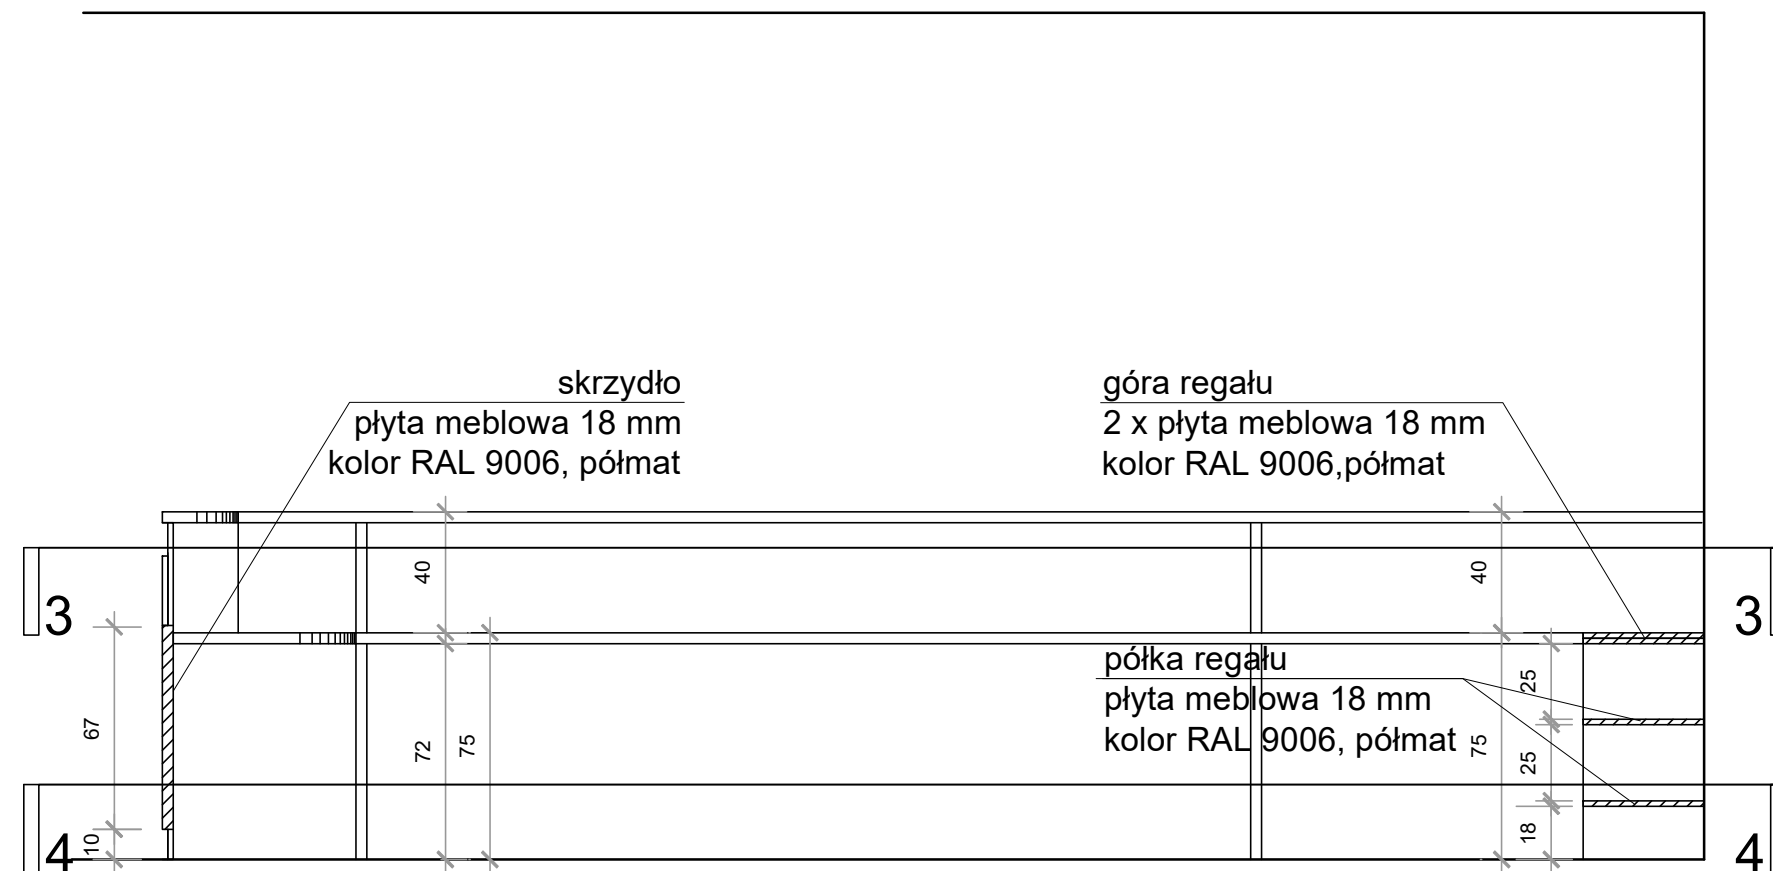 skrzydło
płyta meblowa 18 mm
kolor RAL 9006, półmat
góra regału
2 x płyta meblowa 18 mm
kolor RAL 9006,półmat
40
40
3
3
półka regału
płyta meblowa 18 mm
kolor RAL 9006, półmat
25
67
72
75
75
25
10
18
4
4